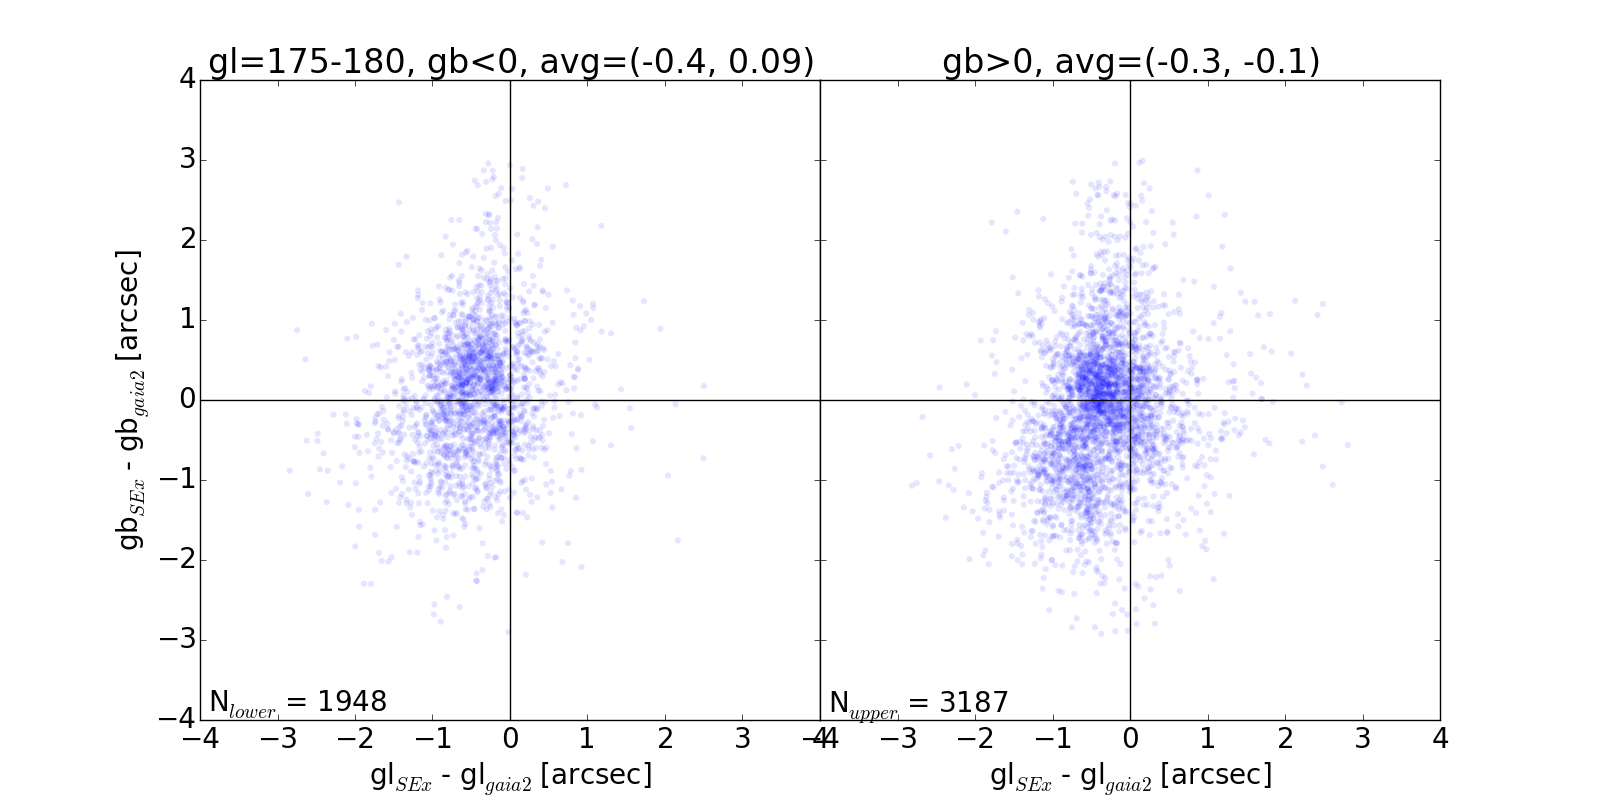 gl=175-180, gb<0, avg=(-0.4, 0.09)
gb>0, avg=(-0.3, -0.1)
4
3
2
1
0
−1
−2
−3
−4
gb_SEx - gb_gaia2 [arcsec]
N_lower = 1948
N_upper = 3187
−4 −3 −2 −1 0 1 2 3 4
−4 −3 −2 −1 0 1 2 3 4
gl_SEx - gl_gaia2 [arcsec]
gl_SEx - gl_gaia2 [arcsec]